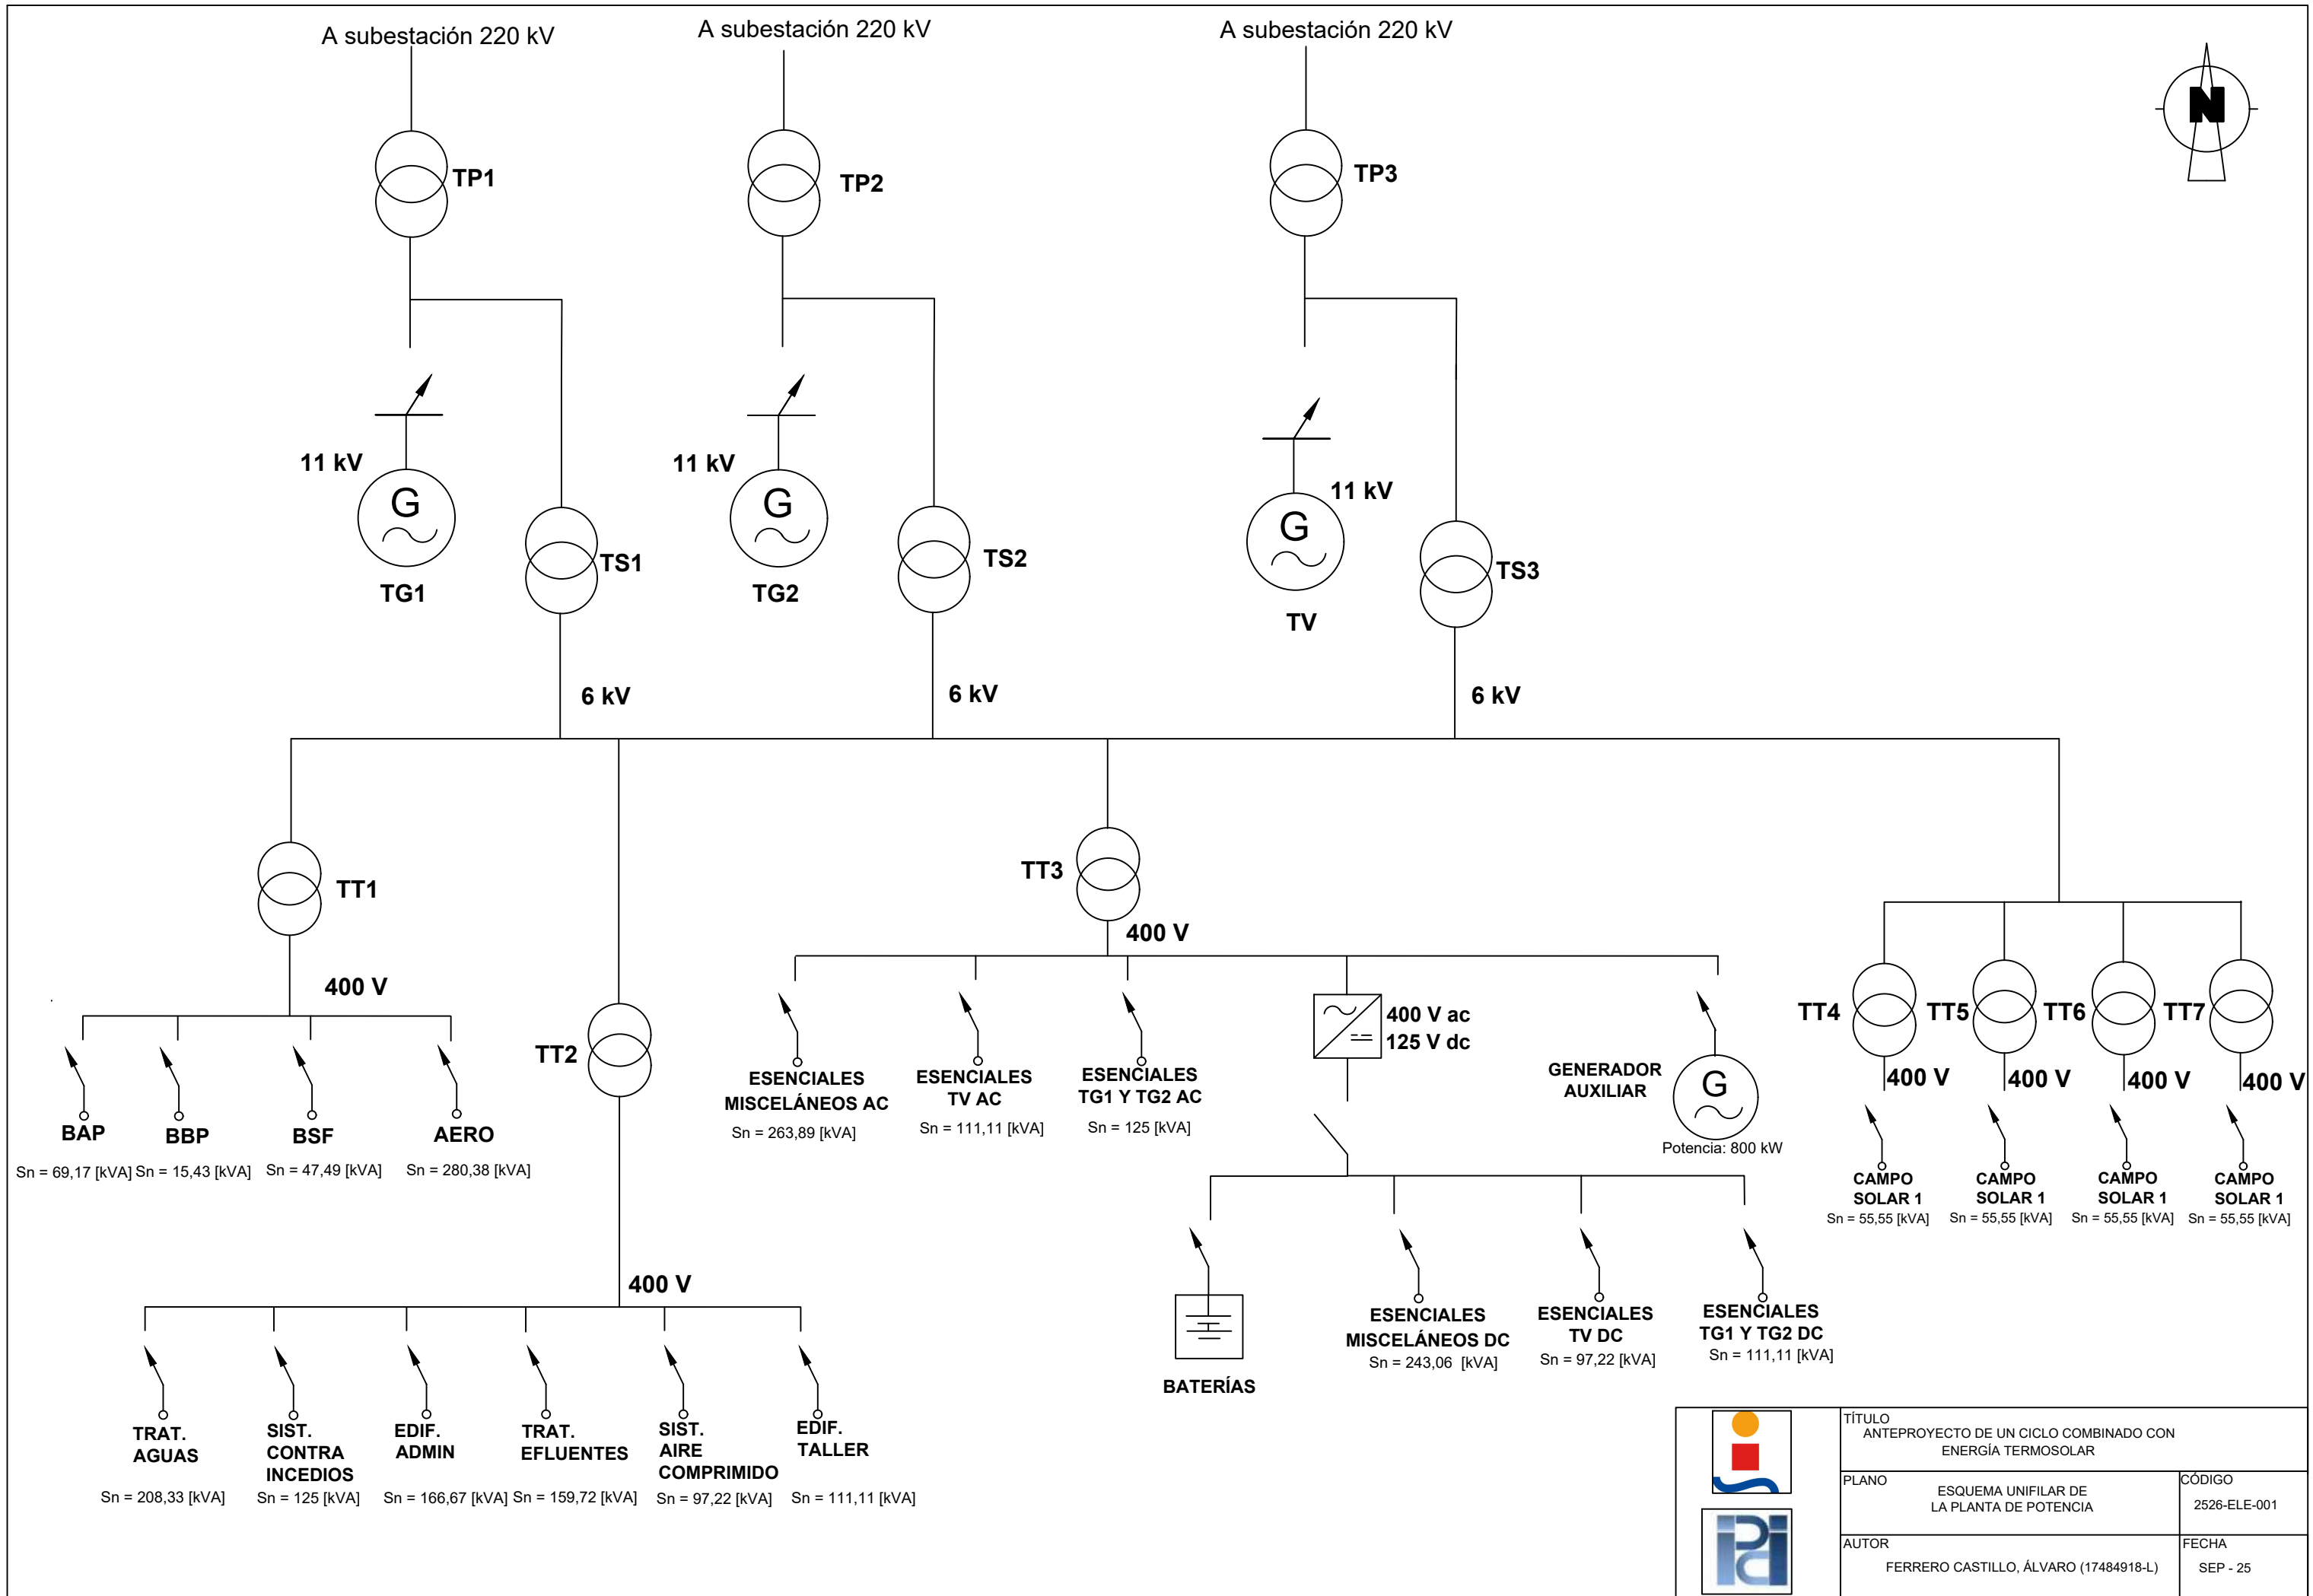 A subestación 220 kV
A subestación 220 kV
A subestación 220 kV
N
TP1
TP2
TP3
11 kV
G
TG1
TS1
11 kV
G
TG2
TS2
11 kV
G
TV
TS3
6 kV
6 kV
6 kV
TT1
400 V
BAP
Sn = 69,17 [kVA]
BBP
Sn = 15,43 [kVA]
BSF
Sn = 47,49 [kVA]
AERO
Sn = 280,38 [kVA]
TT2
400 V
TRAT.
AGUAS
Sn = 208,33 [kVA]
SIST.
CONTRA
INCEDIOS
Sn = 125 [kVA]
EDIF.
ADMIN
Sn = 166,67 [kVA]
TRAT.
EFLUENTES
Sn = 159,72 [kVA]
SIST.
AIRE
COMPRIMIDO
Sn = 97,22 [kVA]
EDIF.
TALLER
Sn = 111,11 [kVA]
TT3
400 V
ESENCIALES
MISCELÁNEOS AC
Sn = 263,89 [kVA]
ESENCIALES
TV AC
Sn = 111,11 [kVA]
ESENCIALES
TG1 Y TG2 AC
Sn = 125 [kVA]
400 V ac
125 V dc
GENERADOR
AUXILIAR
G
Potencia: 800 kW
BATERÍAS
ESENCIALES
MISCELÁNEOS DC
Sn = 243,06 [kVA]
ESENCIALES
TV DC
Sn = 97,22 [kVA]
ESENCIALES
TG1 Y TG2 DC
Sn = 111,11 [kVA]
TT4
400 V
CAMPO
SOLAR 1
Sn = 55,55 [kVA]
TT5
400 V
CAMPO
SOLAR 1
Sn = 55,55 [kVA]
TT6
400 V
CAMPO
SOLAR 1
Sn = 55,55 [kVA]
TT7
400 V
CAMPO
SOLAR 1
Sn = 55,55 [kVA]
TÍTULO
ANTEPROYECTO DE UN CICLO COMBINADO CON
ENERGÍA TERMOSOLAR
PLANO
ESQUEMA UNIFILAR DE
LA PLANTA DE POTENCIA
CÓDIGO
2526-ELE-001
AUTOR
FERRERO CASTILLO, ÁLVARO (17484918-L)
FECHA
SEP - 25